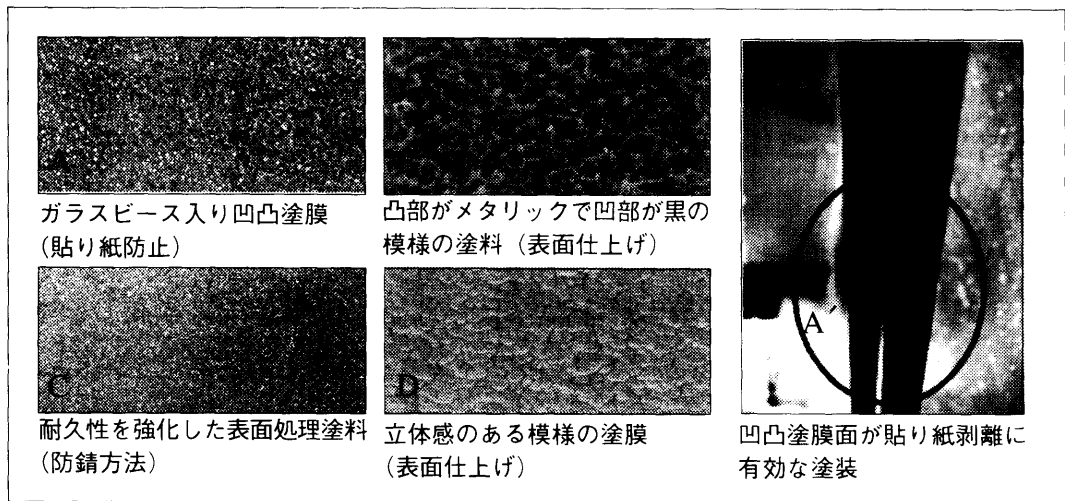 ガラスビース入り凹凸塗膜
(貼り紙防止)
凸部がメタリックで凹部が黒の
模様の塗料(表面仕上げ)
C
耐久性を強化した表面処理塗料
(防錆方法)
D
立体感のある模様の塗膜
(表面仕上げ)
A
凹凸塗膜面が貼り紙剥離に
有効な塗装